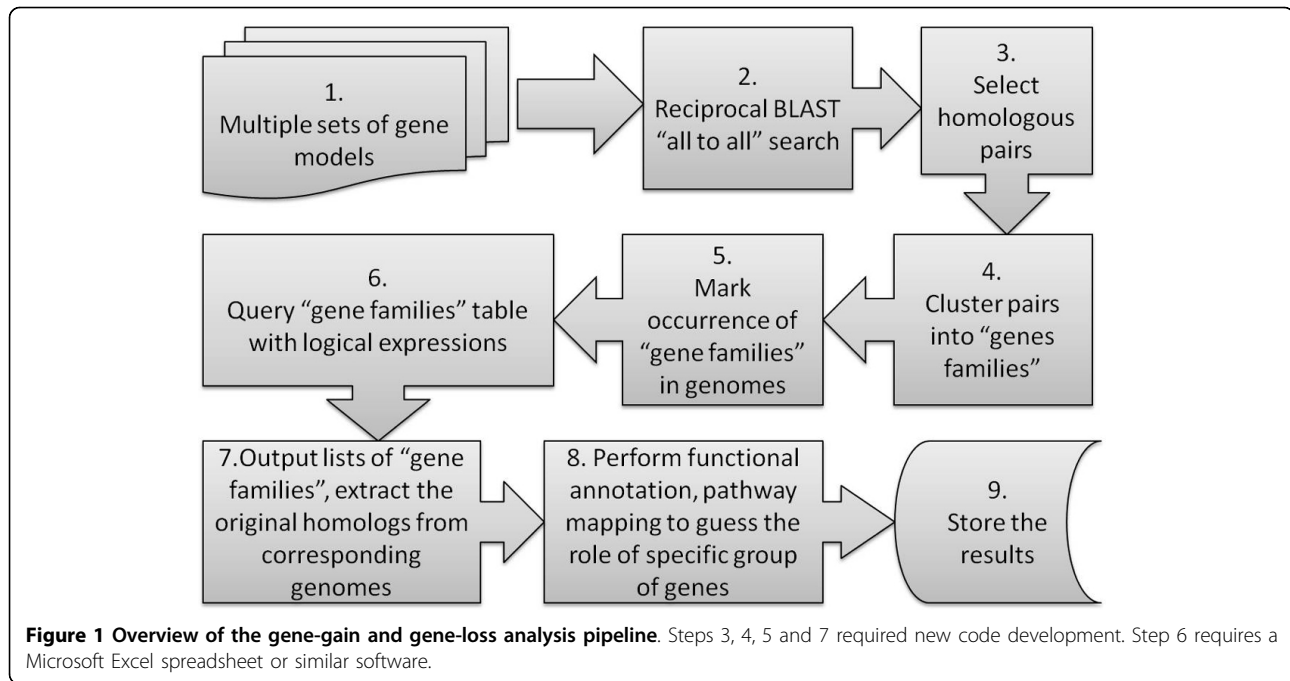 1.
Multiple sets of gene
models
2.
Reciprocal BLAST
“all to all” search
3.
Select
homologous
pairs
4.
Cluster pairs
into “genes
families”
5.
Mark
occurrence of
“gene families”
in genomes
6.
Query “gene families” table
with logical expressions
7.Output lists of “gene
families”, extract the
original homologs from
corresponding
genomes
8. Perform functional
annotation, pathway
mapping to guess the
role of specific group
of genes
9.
Store the
results
Figure 1 Overview of the gene-gain and gene-loss analysis pipeline. Steps 3, 4, 5 and 7 required new code development. Step 6 requires a
Microsoft Excel spreadsheet or similar software.